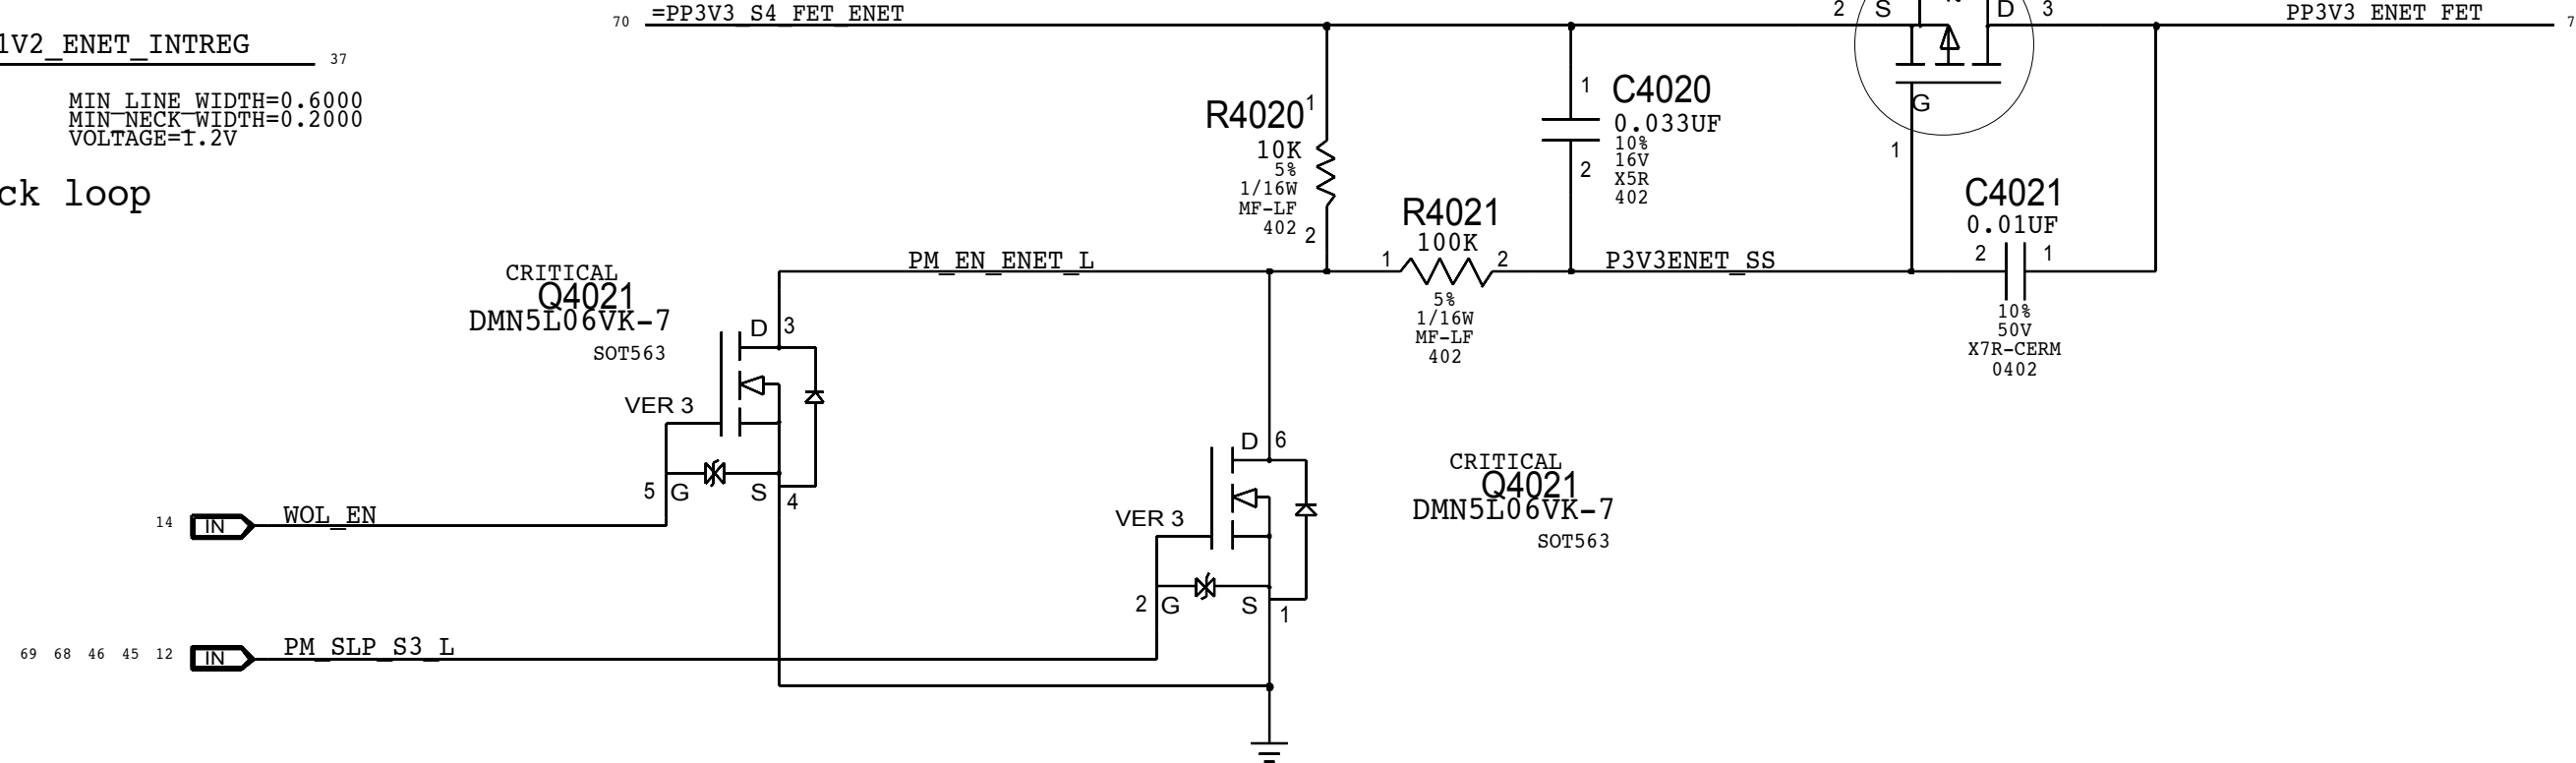 70 =PP3V3_S4_FET_ENET
2 S D 3
PP3V3_ENET_FET 7
1V2_ENET_INTREG
37
MIN_LINE_WIDTH=0.6000
MIN_NECK_WIDTH=0.2000
VOLTAGE=1.2V
ck loop
R4020 1
10K
5%
1/16W
MF-LF
402
2
1
C4020
0.033UF
10%
16V
X5R
402
2
G
1
C4021
0.01UF
2 1
10%
50V
X7R-CERM
0402
R4021
100K
1 2
5%
1/16W
MF-LF
402
PM_EN_ENET_L
P3V3ENET_SS
CRITICAL
Q4021
DMN5L06VK-7
SOT563
D 3
VER 3
5 G S 4
D 6
VER 3
2 G S 1
CRITICAL
Q4021
DMN5L06VK-7
SOT563
14 IN WOL_EN
69 68 46 45 12 IN PM_SLP_S3_L